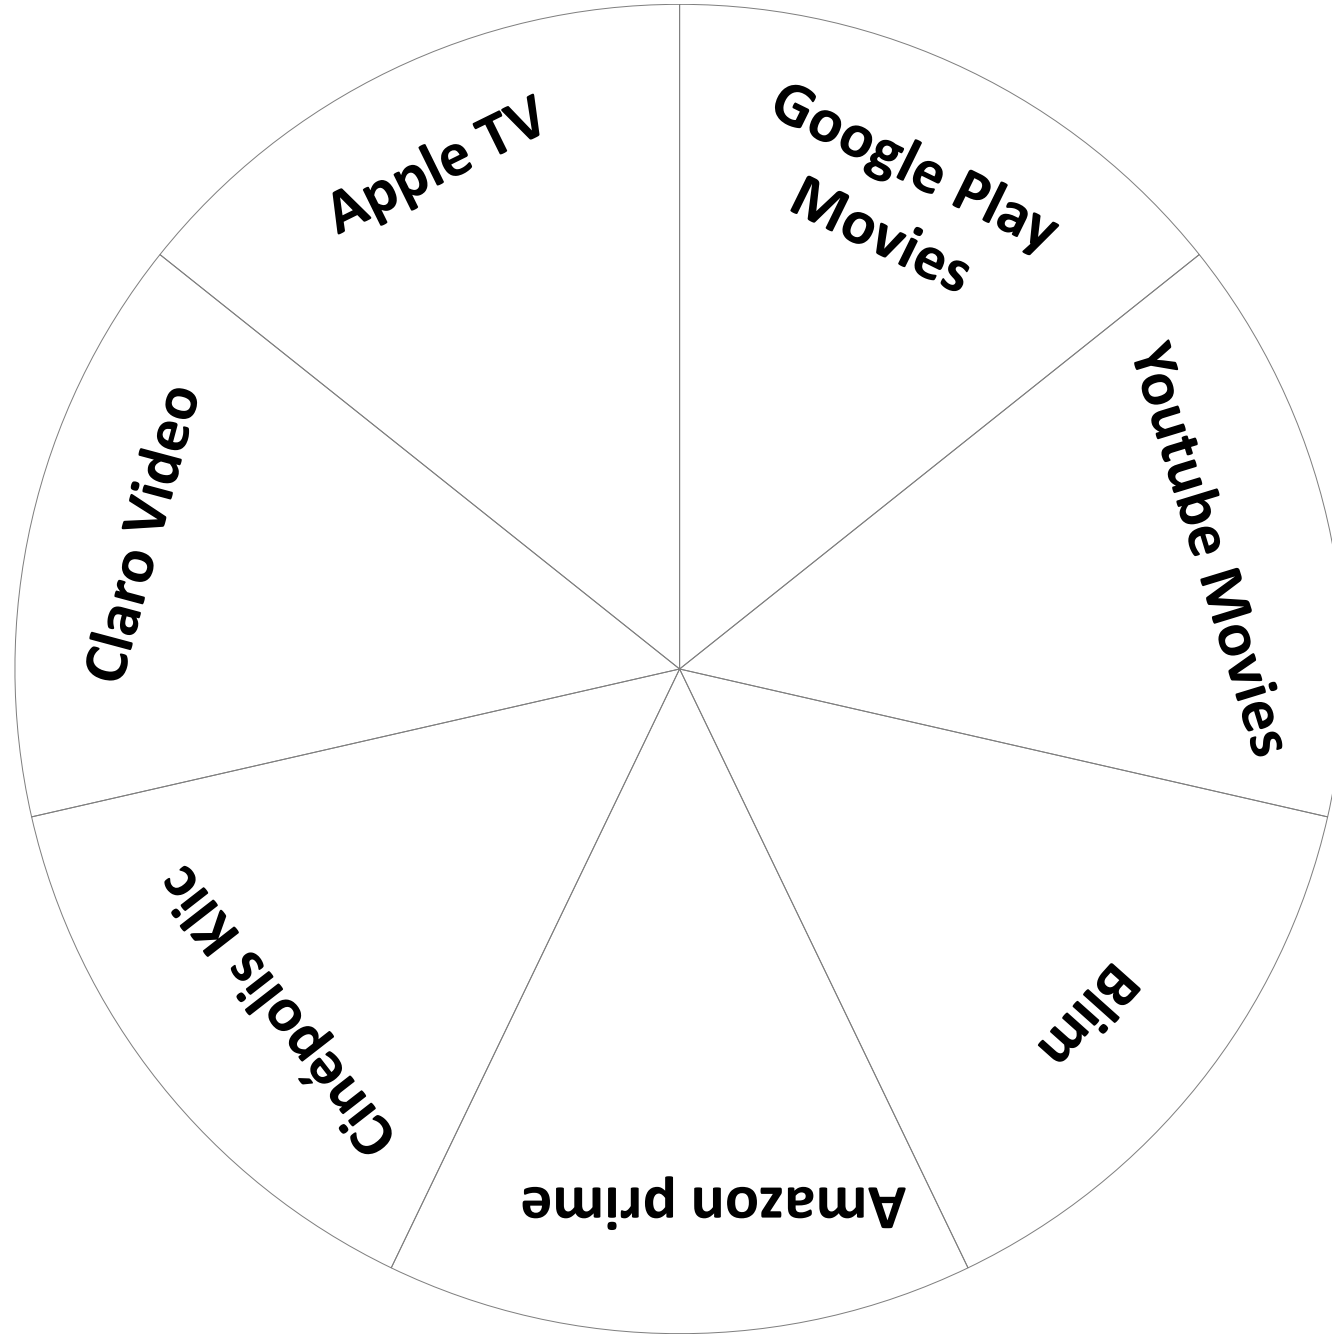 Google Play
Movies
Youtube Movies
Blim
Amazon prime
Cinépolis Klic
Claro Video
Apple TV